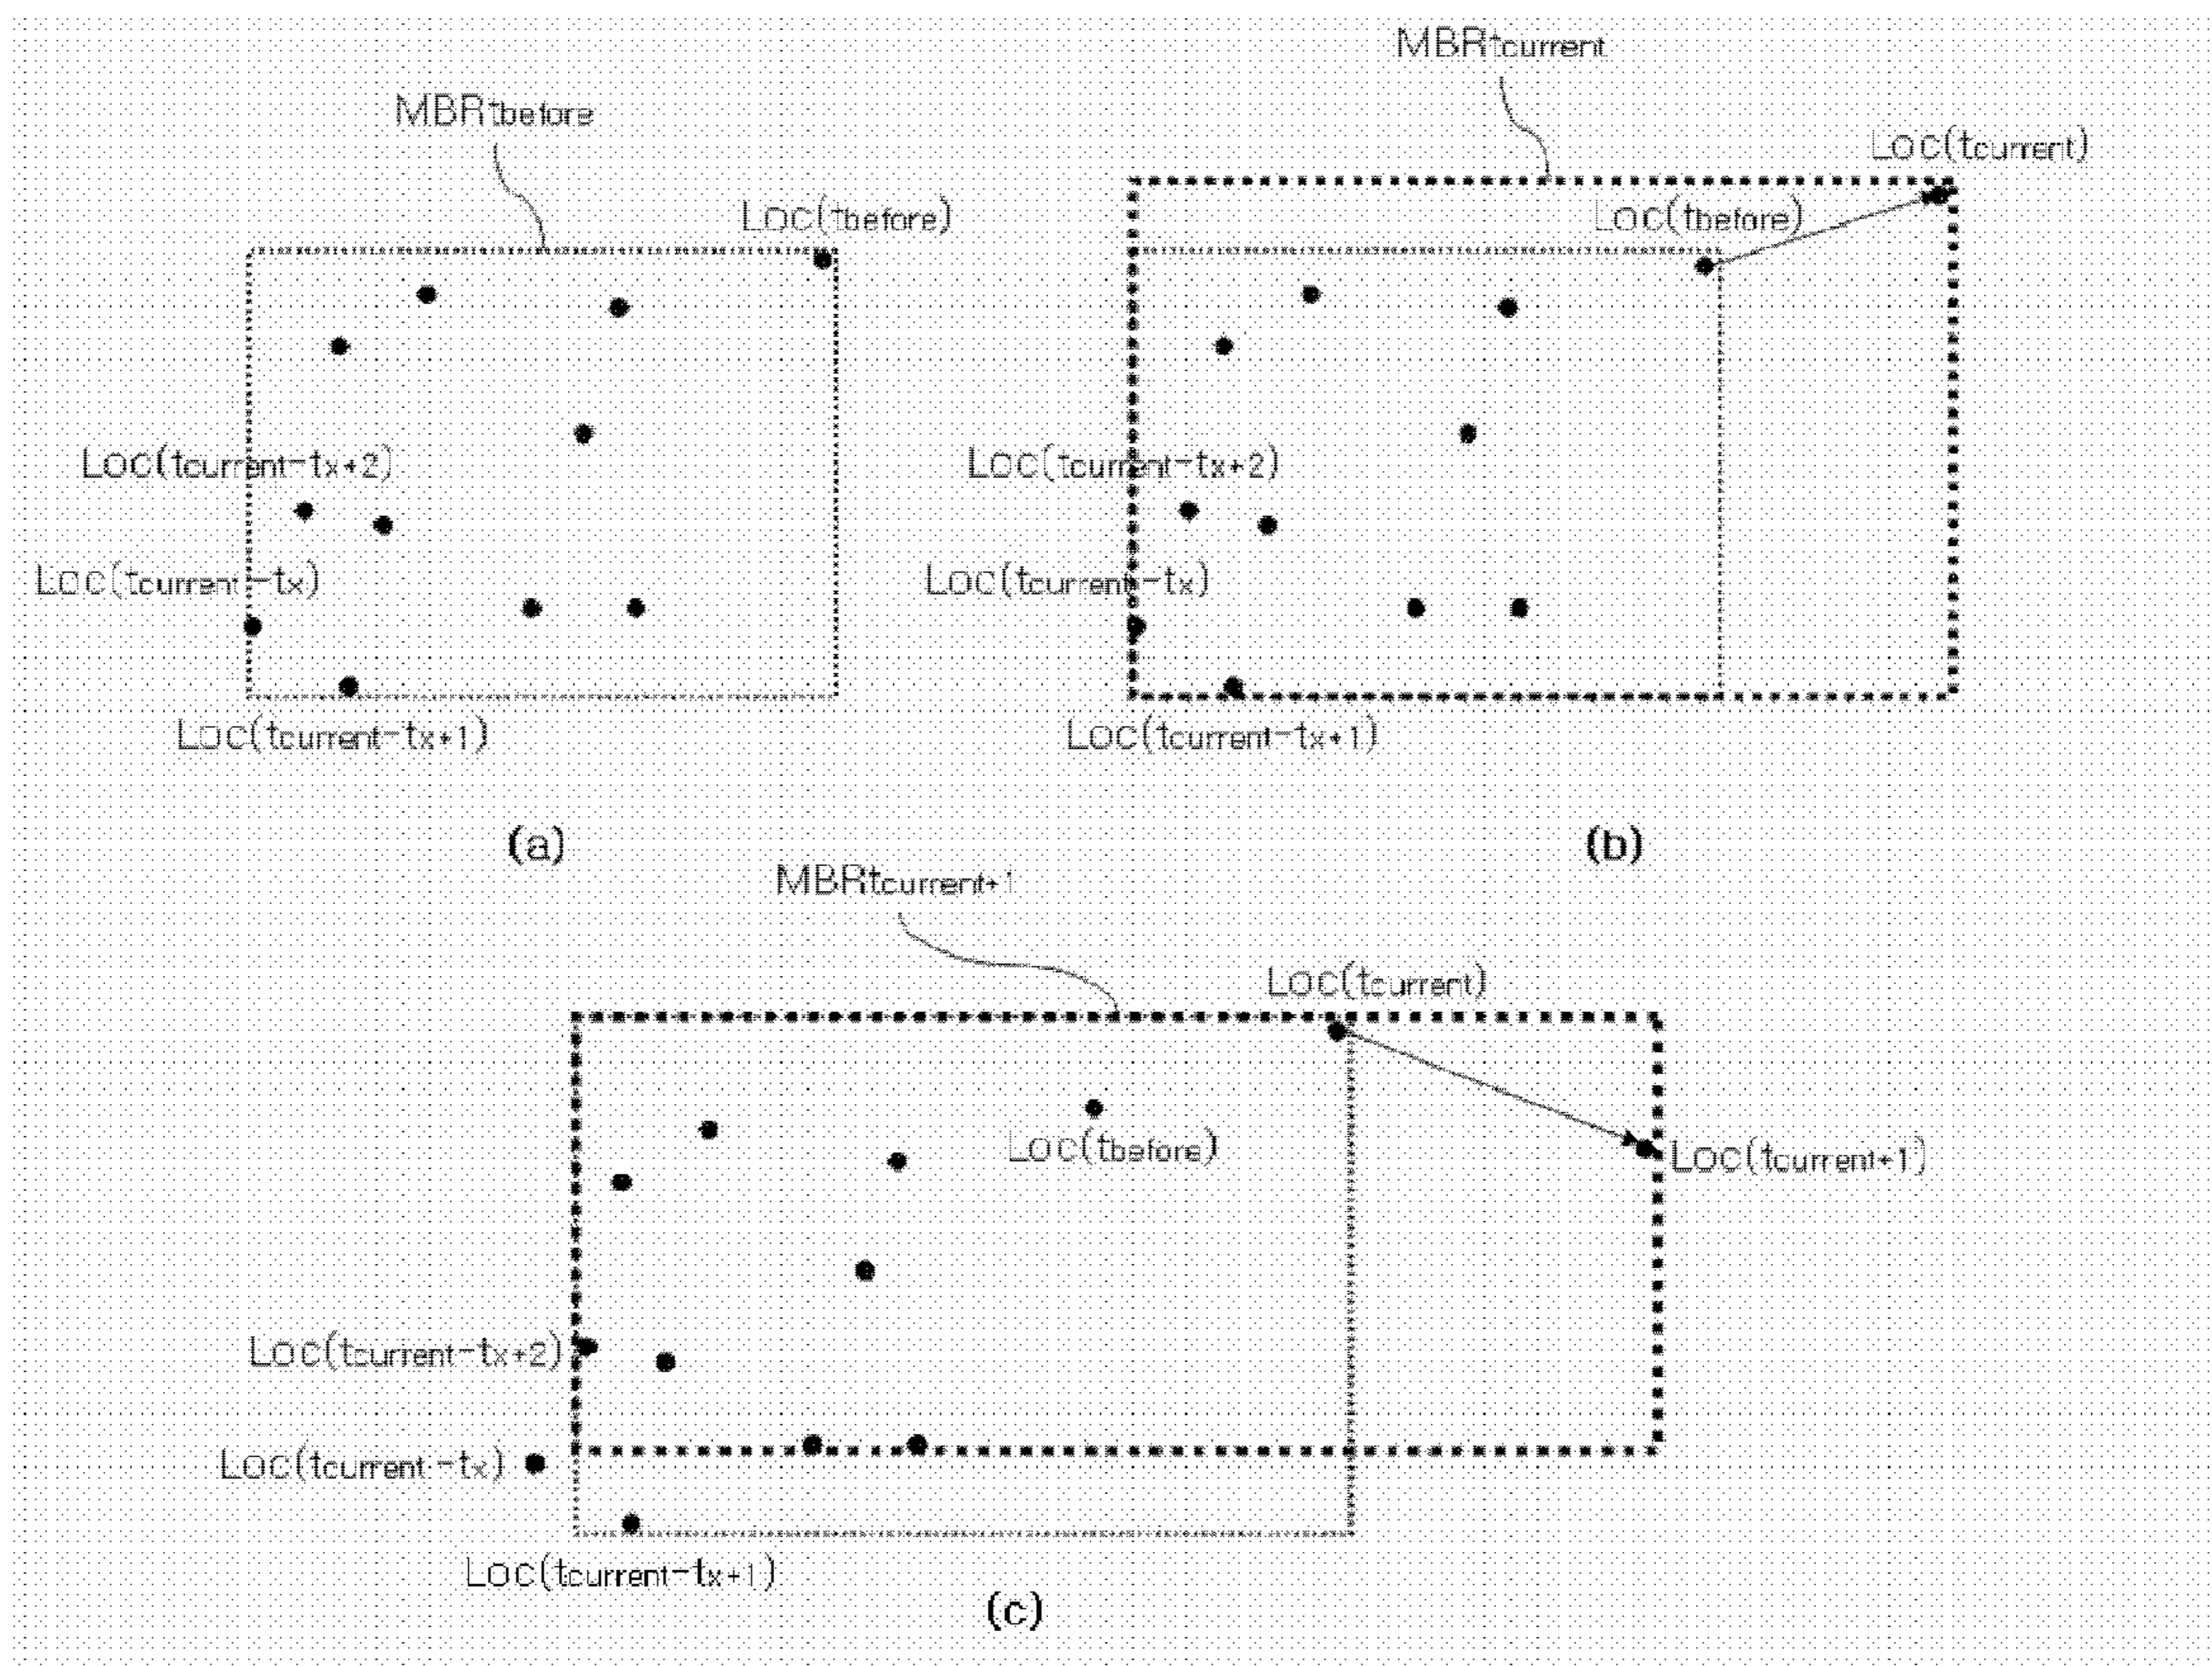 MBRtbefore
Loc(tbefore)
Loc(tcurrent-tx+2)
Loc(tcurrent-tx)
Loc(tcurrent-tx+1)
(a)
MBRtcurrent
Loc(tcurrent)
Loc(tbefore)
Loc(tcurrent-tx+2)
Loc(tcurrent-tx)
Loc(tcurrent-tx+1)
(b)
MBRtcurrent+1
Loc(tcurrent)
Loc(tbefore)
Loc(tcurrent+1)
Loc(tcurrent-tx+2)
Loc(tcurrent-tx)
Loc(tcurrent-tx+1)
(c)